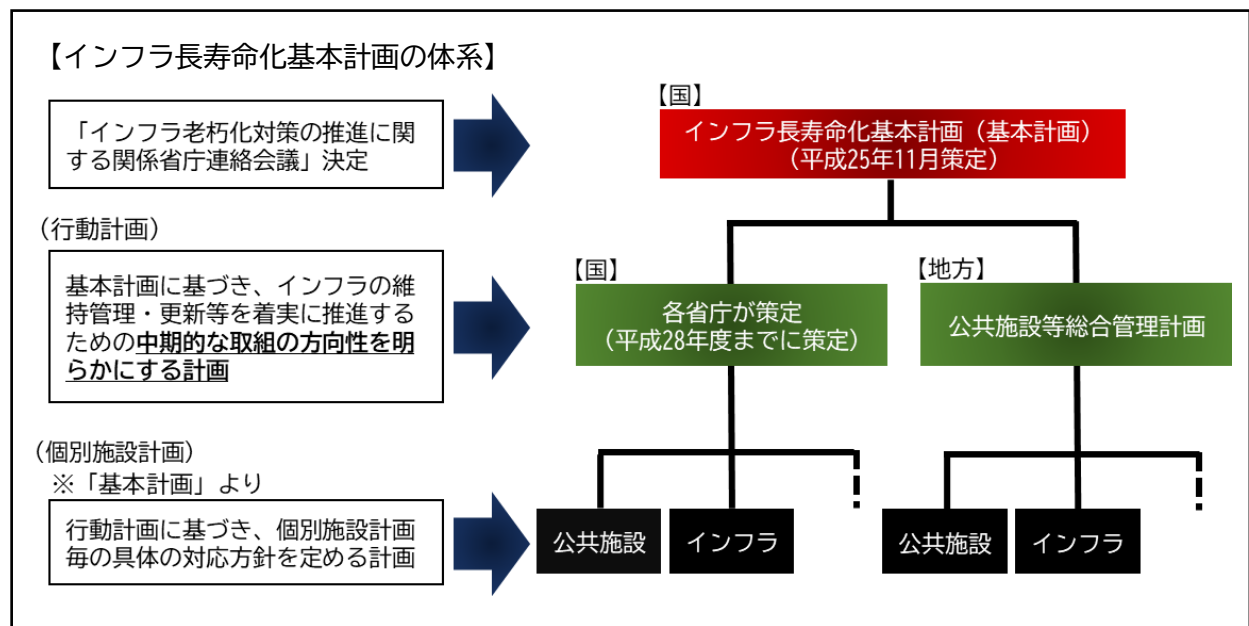 【インフラ長寿命化基本計画の体系】
「インフラ老朽化対策の推進に関
する関係省庁連絡会議」決定
【国】
インフラ長寿命化基本計画（基本計画）
（平成25年11月策定）
（行動計画）
基本計画に基づき、インフラの維
持管理・更新等を着実に推進する
ための中期的な取組の方向性を明
らかにする計画
【国】
各省庁が策定
（平成28年度までに策定）
【地方】
公共施設等総合管理計画
（個別施設計画）
※「基本計画」より
行動計画に基づき、個別施設計画
毎の具体の対応方針を定める計画
公共施設
インフラ
公共施設
インフラ